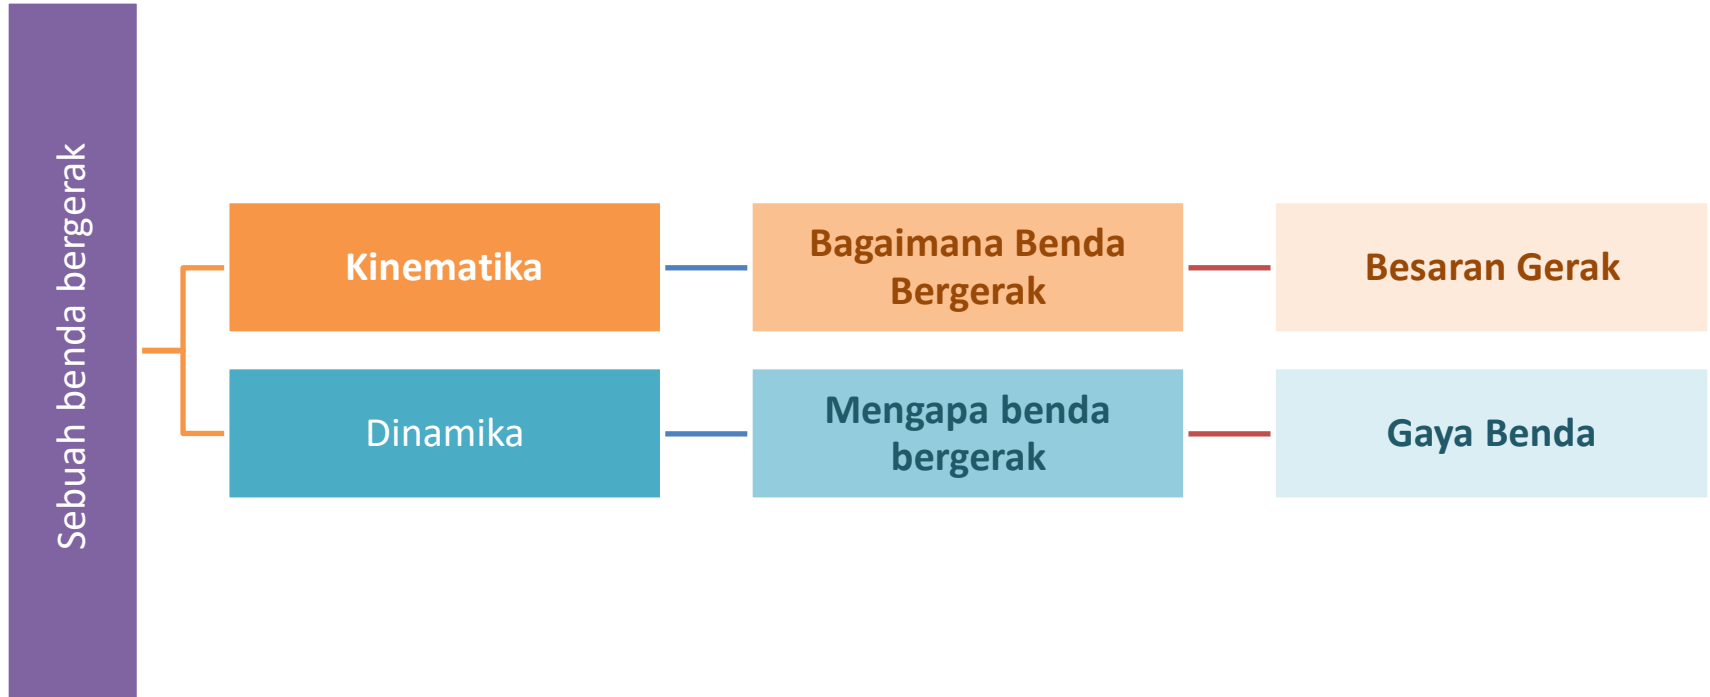 Sebuah benda bergerak
Kinematika
Bagaimana Benda
Bergerak
Besaran Gerak
Dinamika
Mengapa benda
bergerak
Gaya Benda